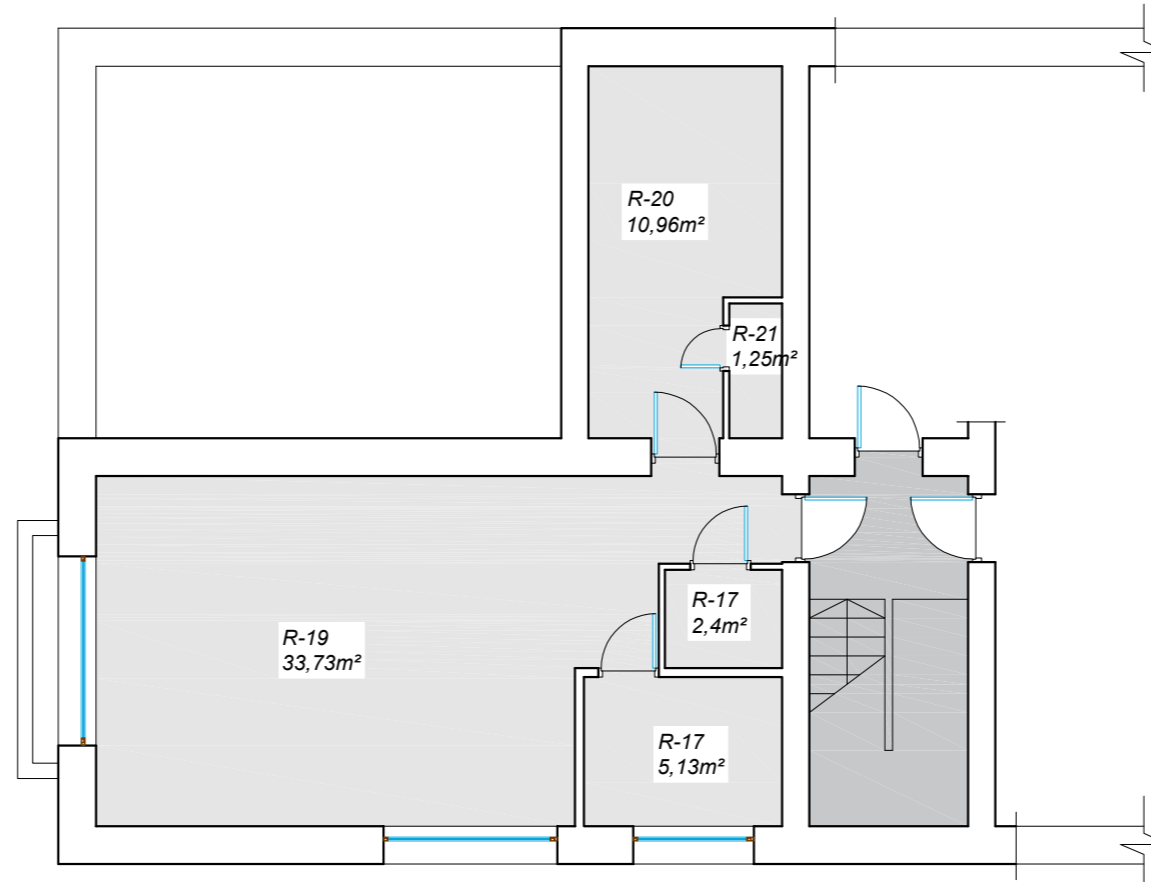 R-20
10,96m²
R-21
1,25m²
R-17
2,4m²
R-19
33,73m²
R-17
5,13m²